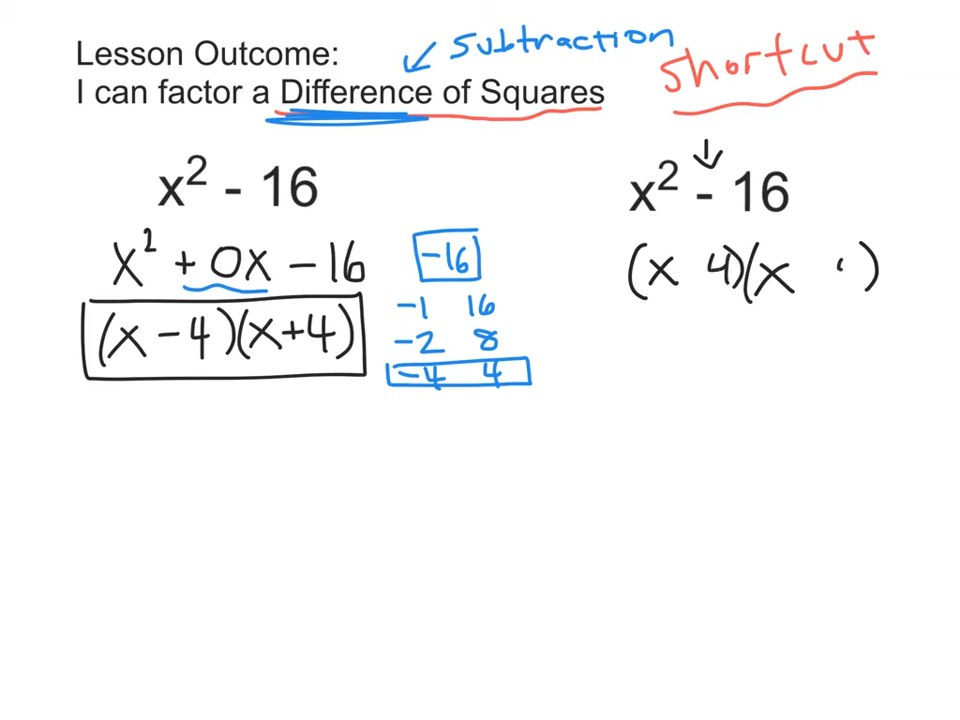 Lesson Outcome:
subtraction
shortcut
I can factor a Difference of Squares
x² - 16
x² + 0x - 16
(x - 4)(x + 4)
-16
-1 16
-2 8
-4 4
x² - 16
(x 4)(x )